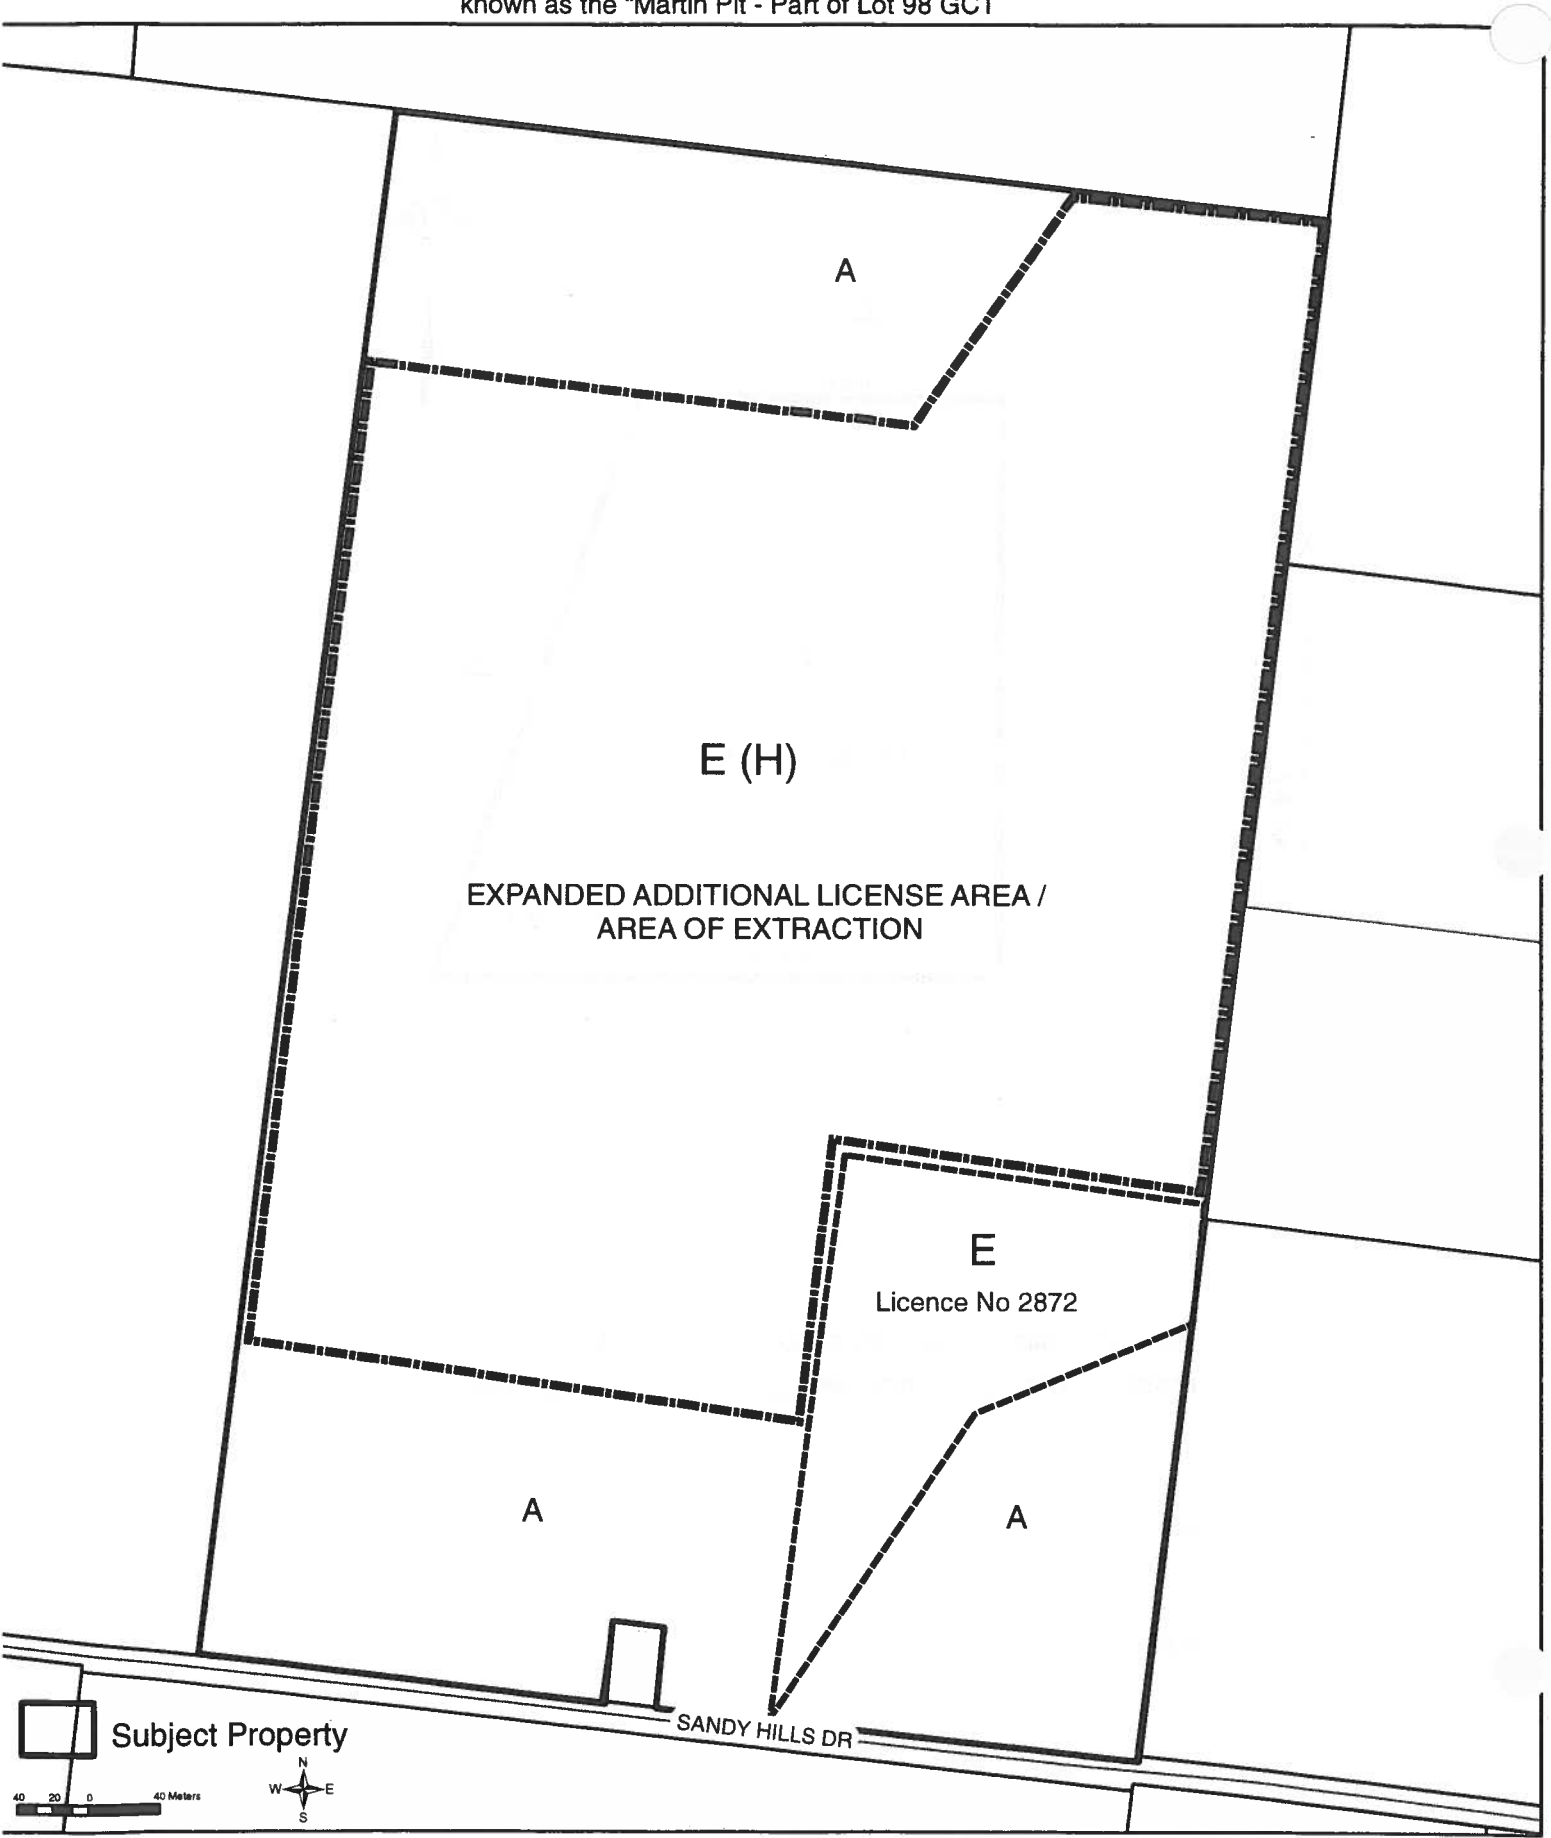 known as the "Martin Pit - Part of Lot 98 GCT
A
E (H)
EXPANDED ADDITIONAL LICENSE AREA /
AREA OF EXTRACTION
E
Licence No 2872
A
A
SANDY HILLS DR
Subject Property
N
W E
S
40 20 0 40 Meters